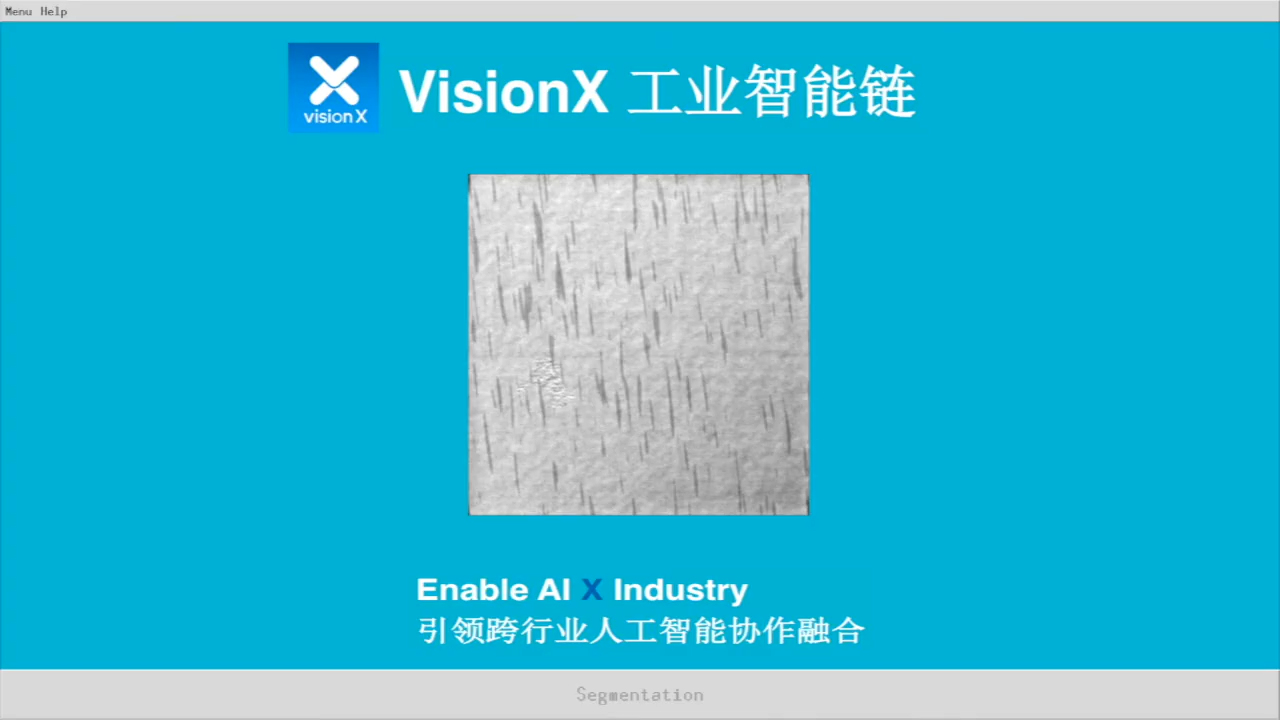 Menu Help
vision X
VisionX 工业智能链
Enable AI X Industry
引领跨行业人工智能协作融合
Segmentation